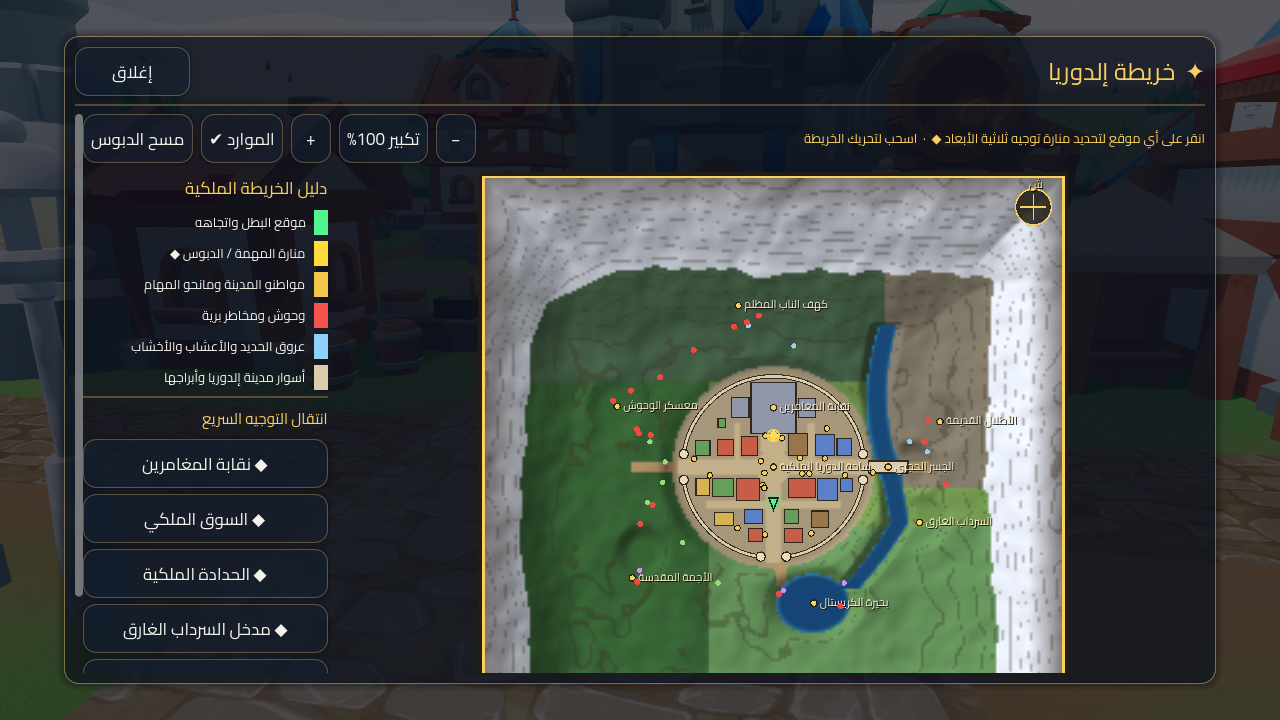 ✦ خريطة إلدوريا
إغلاق
انقر على أي موقع لتحديد منارة توجيه ثلاثية الأبعاد ◆ · اسحب لتحريك الخريطة
−
تكبير 100%
+
الموارد ✔
مسح الدبوس
دليل الخريطة الملكية
موقع البطل واتجاهه
منارة المهمة / الدبوس ◆
مواطنو المدينة ومانحو المهام
وحوش ومخاطر برية
عروق الحديد والأعشاب والأخشاب
أسوار مدينة إلدوريا وأبراجها
انتقال التوجيه السريع
◆ نقابة المغامرين
◆ السوق الملكي
◆ الحدادة الملكية
◆ مدخل السرداب الغارق
ش
كهف الناب المظلم
معسكر الوحوش
نقابة المغامرين
الأطلال القديمة
ساحة إلدوريا الملكية
الجسر الحجري
السرداب الغارق
الأجمة المقدسة
بحيرة الكريستال